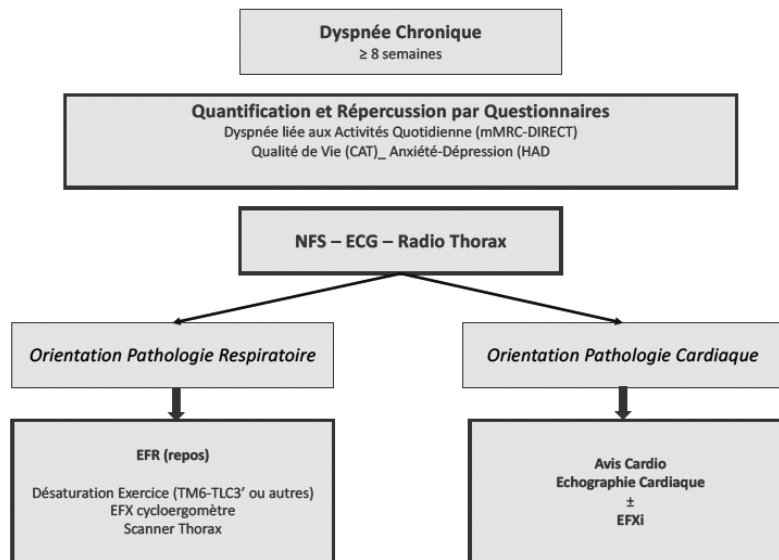 Dyspnée Chronique
≥ 8 semaines
Quantification et Répercussion par Questionnaires
Dyspnée liée aux Activités Quotidienne (mMRC-DIRECT)
Qualité de Vie (CAT)_ Anxiété-Dépression (HAD
NFS – ECG – Radio Thorax
Orientation Pathologie Respiratoire
Orientation Pathologie Cardiaque
EFR (repos)
Désaturation Exercice (TM6-TLC3’ ou autres)
EFX cycloergomètre
Scanner Thorax
Avis Cardio
Echographie Cardiaque
±
EFXi